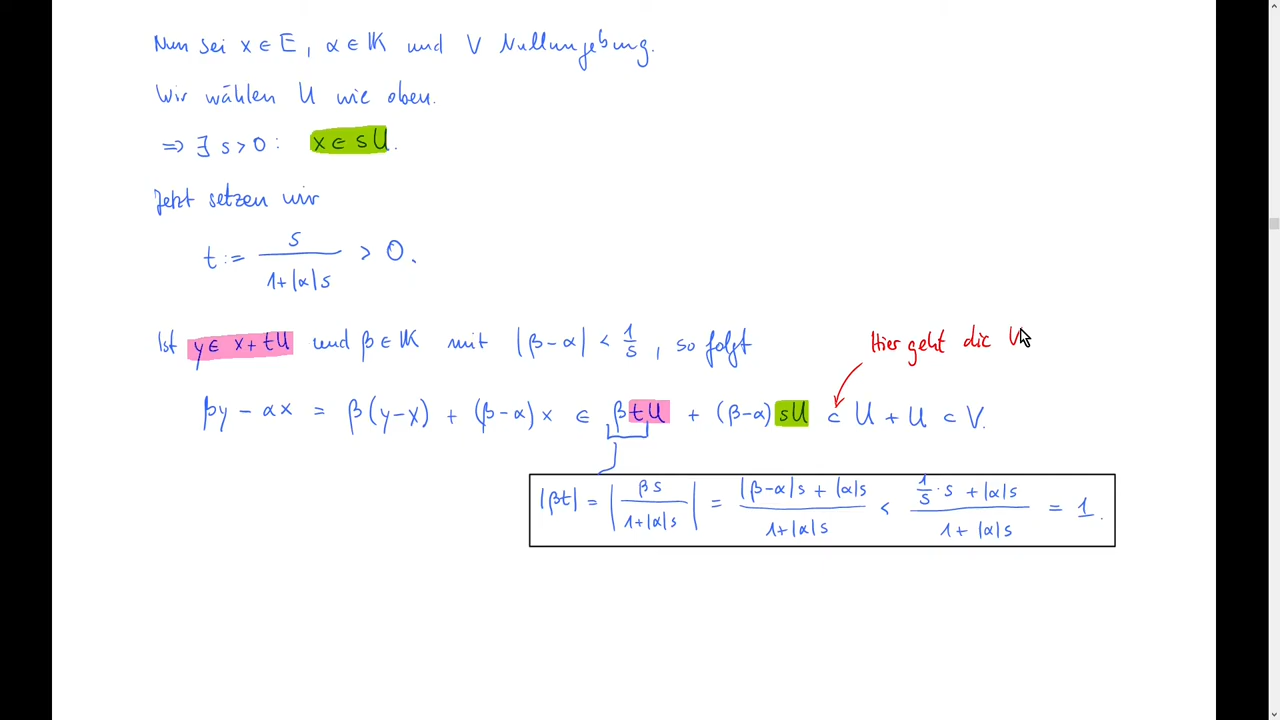 Nun sei x ∈ E, α ∈ 𝕂 und V Nullumgebung.
Wir wählen U wie oben.
⇒ ∃ s > 0: x ∈ sU.
Jetzt setzen wir
t := s / (1+|α|s) > 0.
Ist y ∈ x + tU und β ∈ 𝕂 mit |β-α| < 1/s, so folgt
Hier geht die
βy - αx = β(y-x) + (β-α)x ∈ βtU + (β-α)sU ⊂ U + U ⊂ V.
|βt| = |βs / (1+|α|s)| = (|β-α|s + |α|s) / (1+|α|s) < (1/s · s + |α|s) / (1+|α|s) = 1.